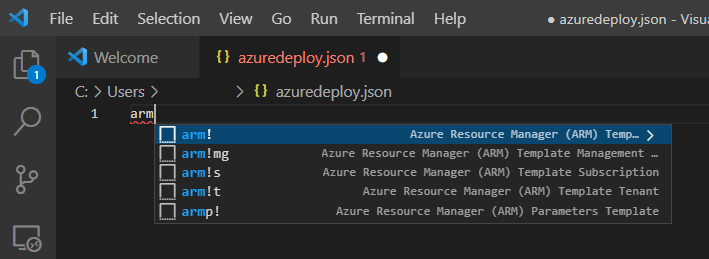 File Edit Selection View Go Run Terminal Help ● azuredeploy.json - Visua
Welcome {} azuredeploy.json 1 ●
C: > Users > > {} azuredeploy.json
1
1 arm
arm! Azure Resource Manager (ARM) Temp... >
arm!mg Azure Resource Manager (ARM) Template Management …
arm!s Azure Resource Manager (ARM) Template Subscription
arm!t Azure Resource Manager (ARM) Template Tenant
armp! Azure Resource Manager (ARM) Parameters Template